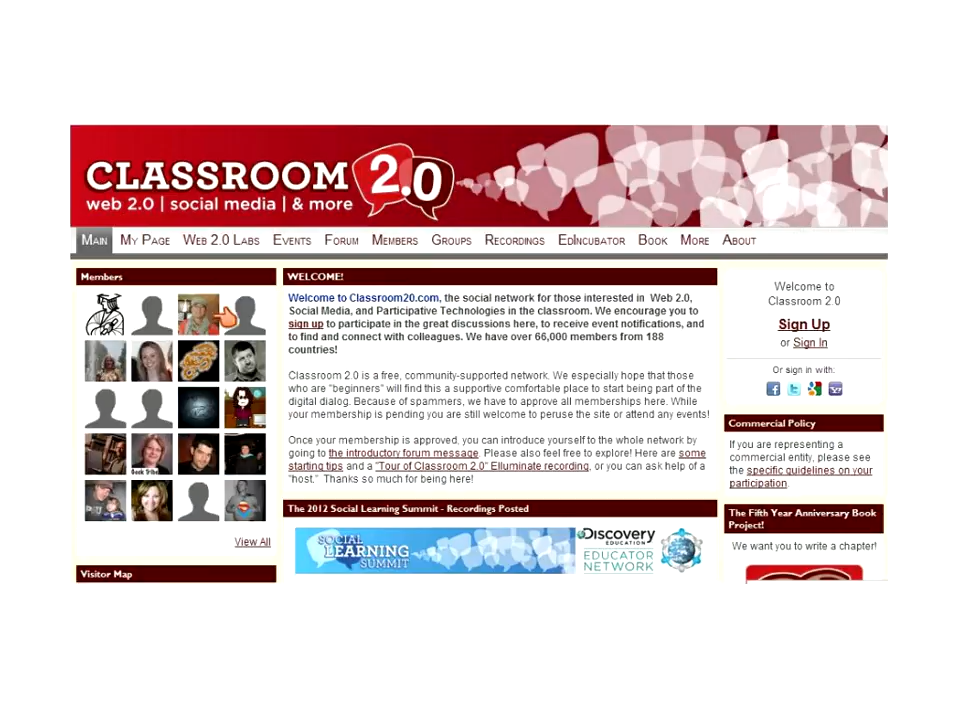 CLASSROOM 2.0
web 2.0 | social media | & more
Main My Page Web 2.0 Labs Events Forum Members Groups Recordings EdIncubator Book More About
Members
Geek Tribe
View All
Visitor Map
WELCOME!
Welcome to Classroom20.com, the social network for those interested in Web 2.0,
Social Media, and Participative Technologies in the classroom. We encourage you to
sign up to participate in the great discussions here, to receive event notifications, and
to find and connect with colleagues. We have over 66,000 members from 188
countries!
Classroom 2.0 is a free, community-supported network. We especially hope that those
who are "beginners" will find this a supportive comfortable place to start being part of the
digital dialog. Because of spammers, we have to approve all memberships here. While
your membership is pending you are still welcome to peruse the site or attend any events!
Once your membership is approved, you can introduce yourself to the whole network by
going to the introductory forum message. Please also feel free to explore! Here are some
starting tips and a "Tour of Classroom 2.0" Elluminate recording, or you can ask help of a
"host." Thanks so much for being here!
The 2012 Social Learning Summit - Recordings Posted
SOCIAL
LEARNING
SUMMIT
Discovery
EDUCATION
EDUCATOR
NETWORK
Welcome to
Classroom 2.0
Sign Up
or Sign In
Or sign in with:
Commercial Policy
If you are representing a
commercial entity, please see
the specific guidelines on your
participation.
The Fifth Year Anniversary Book
Project!
We want you to write a chapter!